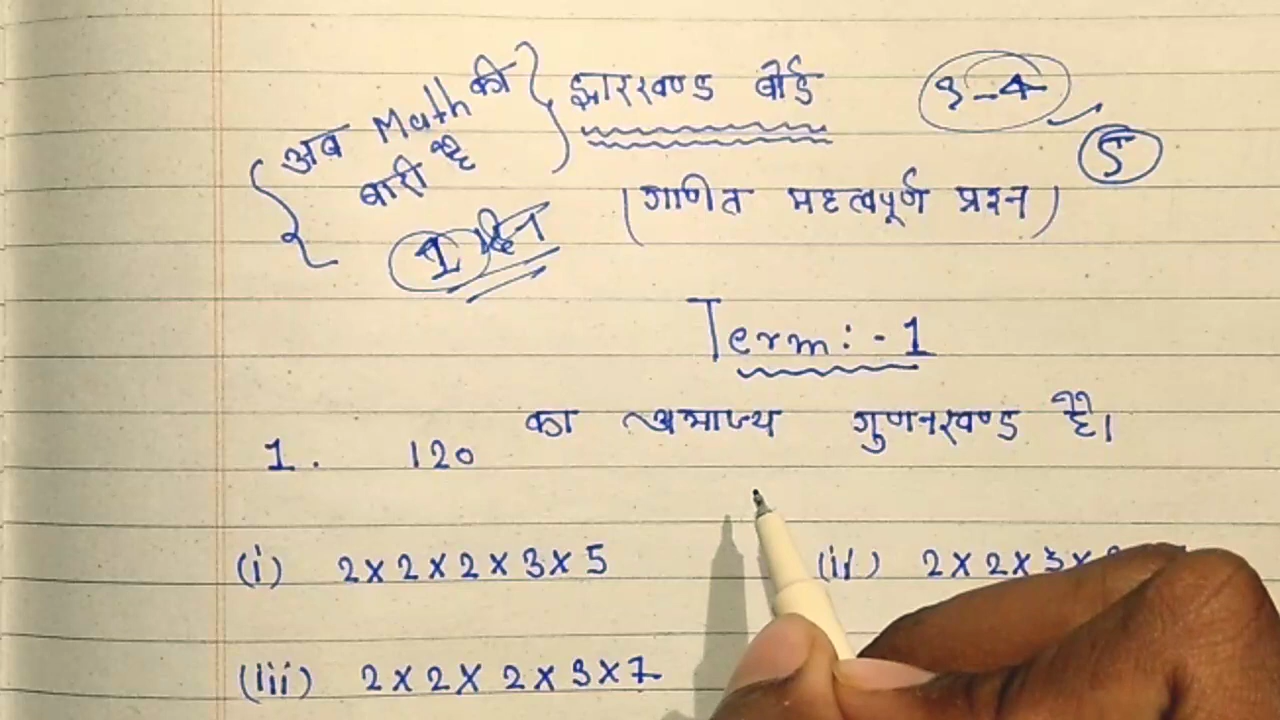 अब Math की
बारी है
1 दिन
झारखण्ड बोर्ड
3-4
5
(गणित महत्वपूर्ण प्रश्न)
Term:-1
1. 120 का अभाज्य गुणनखण्ड है।
(i) 2×2×2×3×5 (ii) 2×2×3×
(iii) 2×2×2×3×7